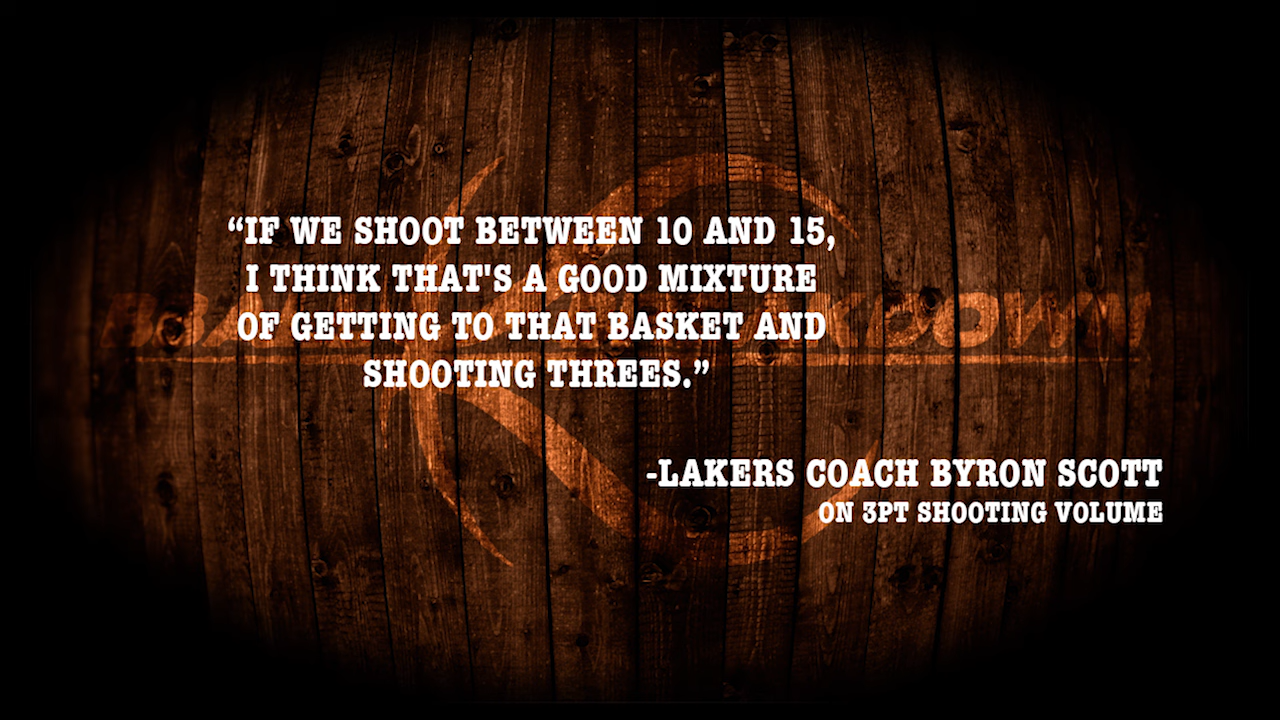 “IF WE SHOOT BETWEEN 10 AND 15,
I THINK THAT'S A GOOD MIXTURE
OF GETTING TO THAT BASKET AND
SHOOTING THREES.”
-LAKERS COACH BYRON SCOTT
ON 3PT SHOOTING VOLUME